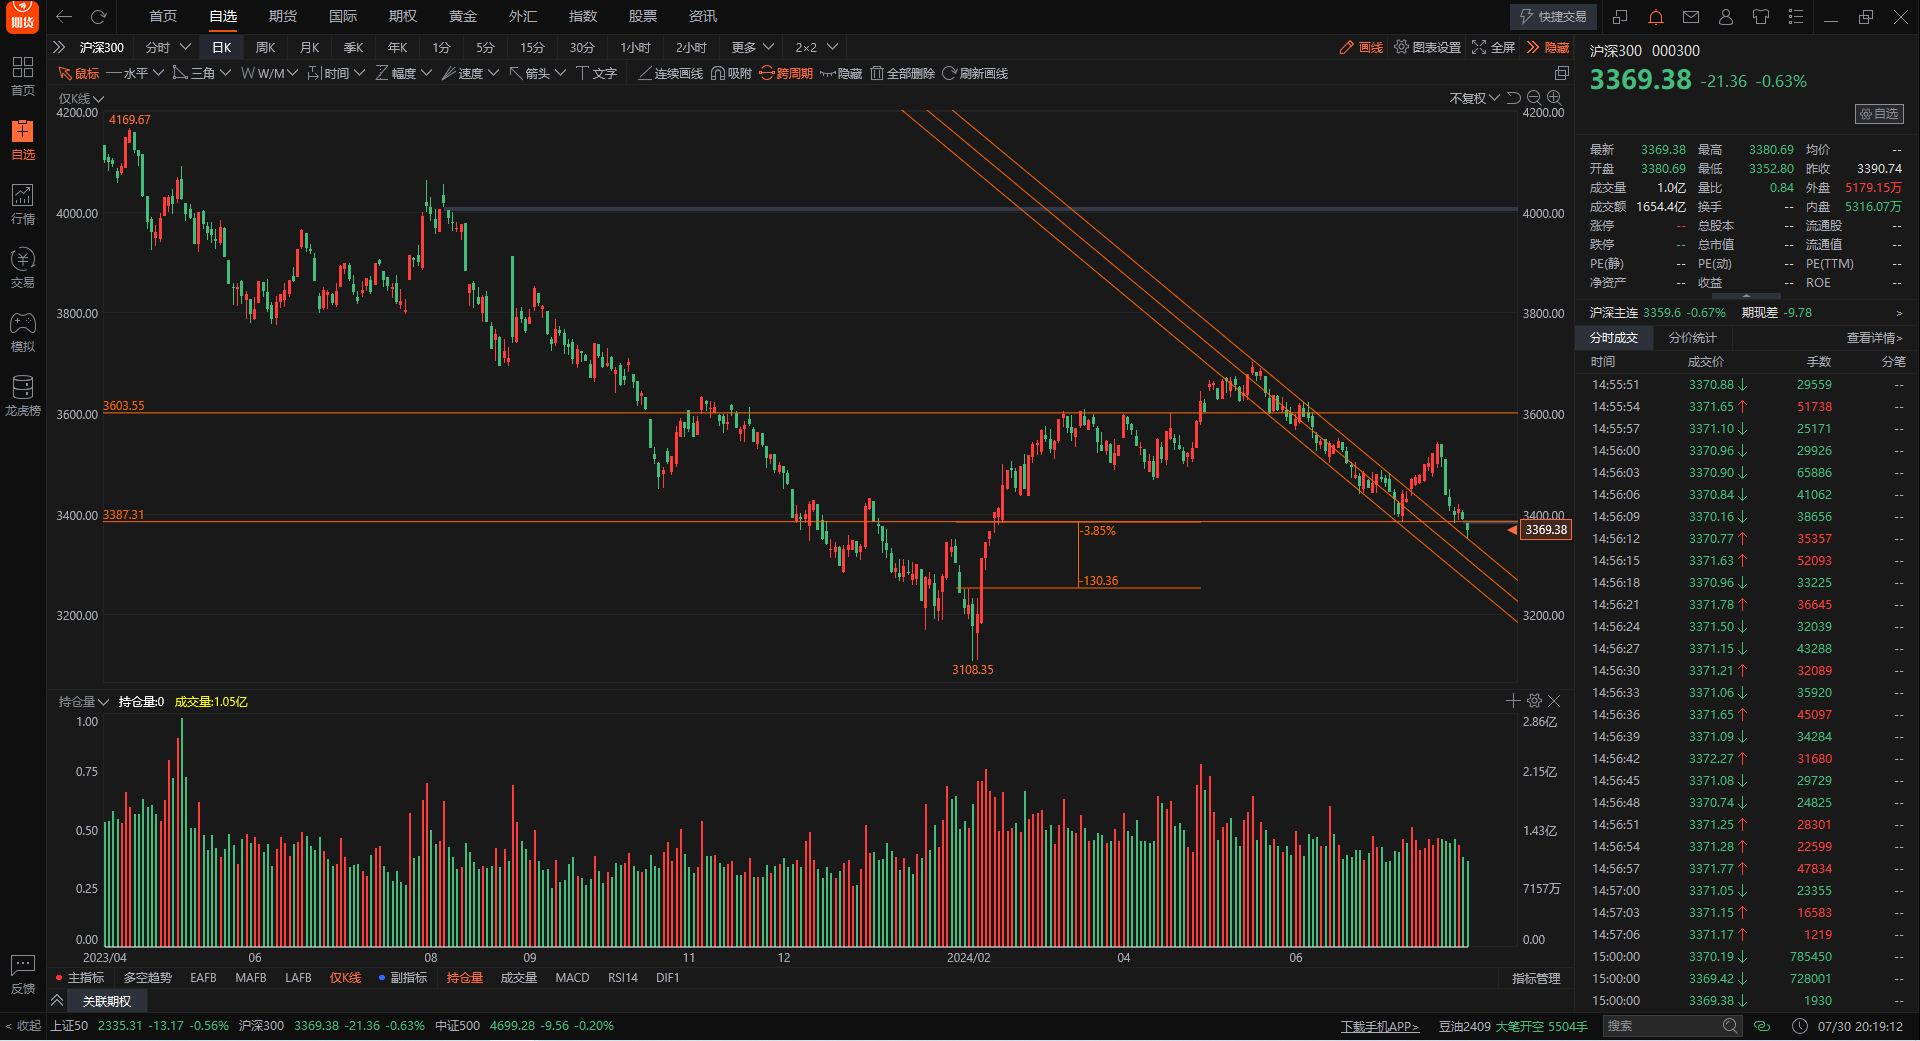 期货
首页 自选 期货 国际 期权 黄金 外汇 指数 股票 资讯
快捷交易
沪深300 分时 日K 周K 月K 季K 年K 1分 5分 15分 30分 1小时 2小时 更多 2×2
画线 图表设置 全屏 隐藏
鼠标 水平 三角 W/M 时间 幅度 速度 箭头 文字 连续画线 吸附 跨周期 隐藏 全部删除 刷新画线
首页
自选
行情
交易
模拟
龙虎榜
反馈
< 收起
仅K线
不复权
4200.00 4200.00
4169.67
4000.00 4000.00
3800.00 3800.00
3603.55
3600.00 3600.00
3387.31
3400.00 3400.00
-3.85%
3369.38
-130.36
3200.00 3200.00
3108.35
持仓量 持仓量:0 成交量:1.05亿
1.00 2.86亿
0.75 2.15亿
0.50 1.43亿
0.25 7157万
0.00 0.00
2023/04 06 08 09 11 12 2024/02 04 06
主指标 多空趋势 EAFB MAFB LAFB 仅K线 副指标 持仓量 成交量 MACD RSI14 DIF1
指标管理
关联期权
沪深300 000300
3369.38 -21.36 -0.63%
自选
最新 3369.38 最高 3380.69 均价 --
开盘 3380.69 最低 3352.80 昨收 3390.74
成交量 1.0亿 量比 0.84 外盘 5179.15万
成交额 1654.4亿 换手 -- 内盘 5316.07万
涨停 -- 总股本 -- 流通股 --
跌停 -- 总市值 -- 流通值 --
PE(静) -- PE(动) -- PE(TTM) --
净资产 -- 收益 -- ROE --
沪深主连 3359.6 -0.67% 期现差 -9.78 >
分时成交 分价统计 查看详情>
时间 成交价 手数 分笔
14:55:51 3370.88↓ 29559 --
14:55:54 3371.65↑ 51738 --
14:55:57 3371.10↓ 25171 --
14:56:00 3370.96↓ 29926 --
14:56:03 3370.90↓ 65886 --
14:56:06 3370.84↓ 41062 --
14:56:09 3370.16↓ 38656 --
14:56:12 3370.77↑ 35357 --
14:56:15 3371.63↑ 52093 --
14:56:18 3370.96↓ 33225 --
14:56:21 3371.78↑ 36645 --
14:56:24 3371.50↓ 32039 --
14:56:27 3371.15↓ 43288 --
14:56:30 3371.21↑ 32089 --
14:56:33 3371.06↓ 35920 --
14:56:36 3371.65↑ 45097 --
14:56:39 3371.09↓ 34284 --
14:56:42 3372.27↑ 31680 --
14:56:45 3371.08↓ 29729 --
14:56:48 3370.74↓ 24825 --
14:56:51 3371.25↑ 28301 --
14:56:54 3371.28↑ 22599 --
14:56:57 3371.77↑ 47834 --
14:57:00 3371.05↓ 23355 --
14:57:03 3371.15↑ 16583 --
14:57:06 3371.17↑ 1219 --
15:00:00 3370.19↓ 785450 --
15:00:00 3369.42↓ 728001 --
15:00:00 3369.38↓ 1930 --
上证50 2335.31 -13.17 -0.56% 沪深300 3369.38 -21.36 -0.63% 中证500 4699.28 -9.56 -0.20%
下载手机APP> 豆油2409 大笔开空 5504手 搜索 07/30 20:19:12